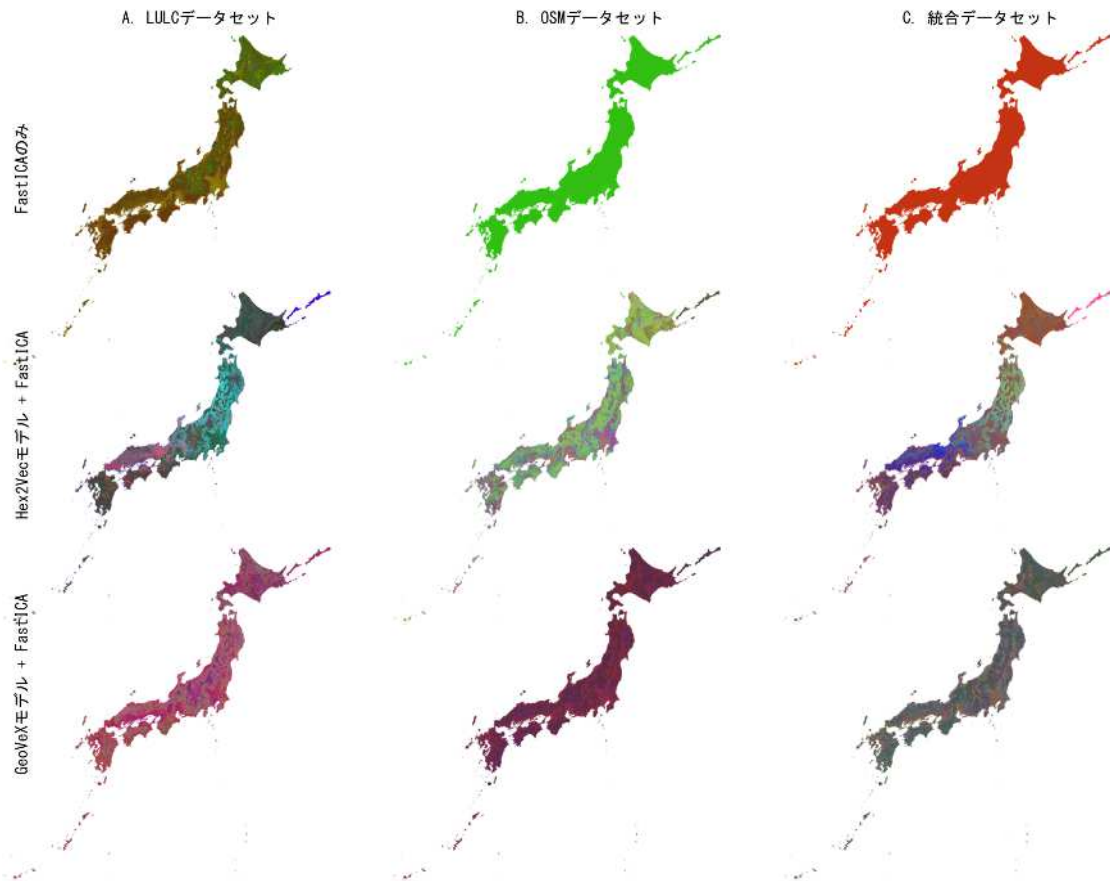 A. LULCデータセット
B. OSMデータセット
C. 統合データセット
FastICAのみ
Hex2Vecモデル + FastICA
GeoVeXモデル + FastICA